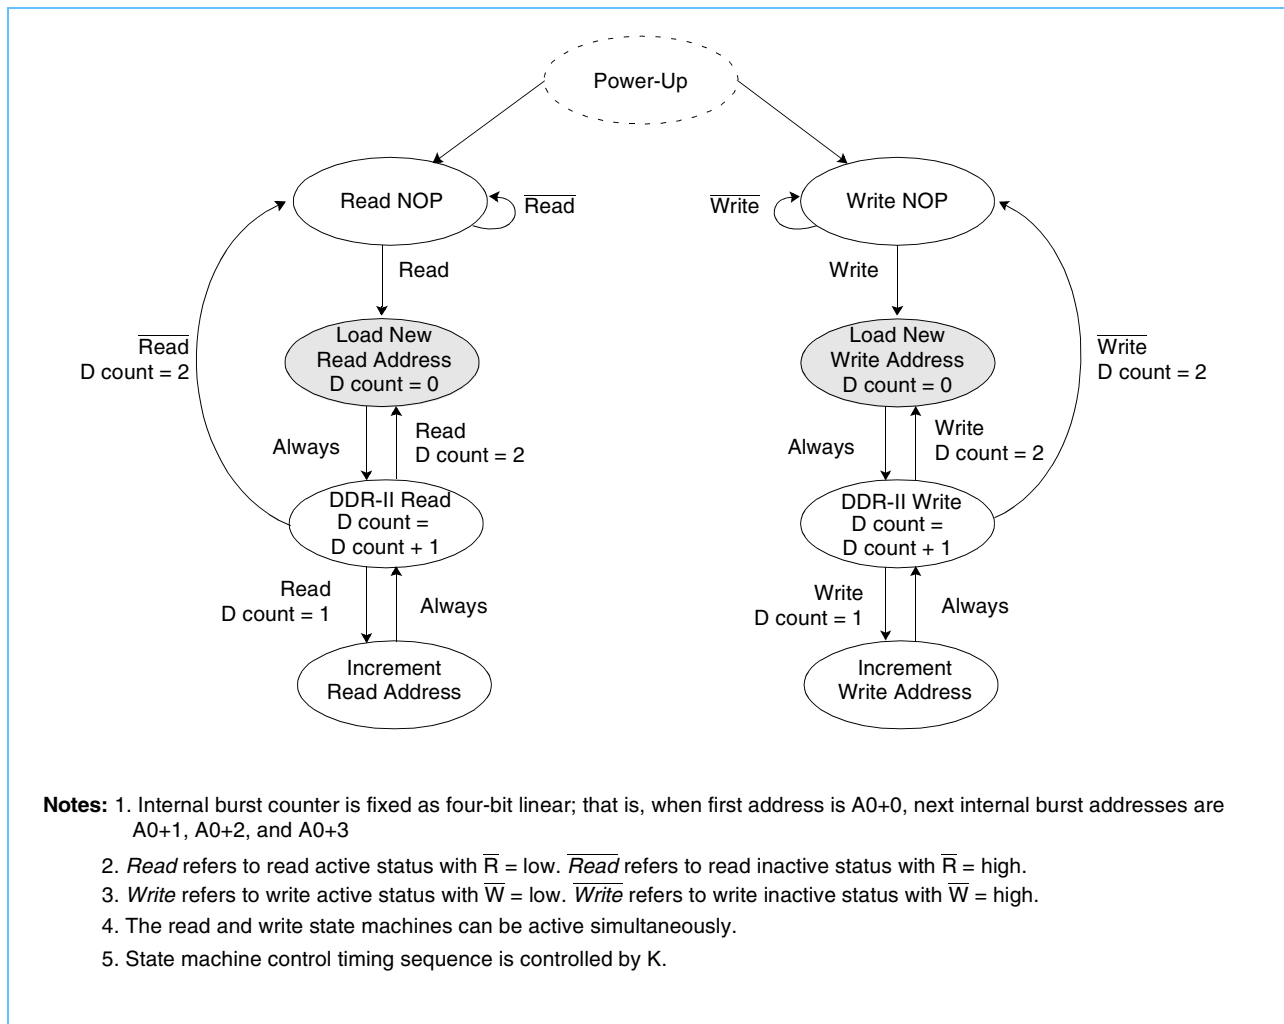 Power-Up
Read NOP
R̅e̅a̅d̅
W̅r̅i̅t̅e̅
Write NOP
Read
Write
Load New
Read Address
D count = 0
Load New
Write Address
D count = 0
R̅e̅a̅d̅
D count = 2
W̅r̅i̅t̅e̅
D count = 2
Always
Read
D count = 2
Always
Write
D count = 2
DDR-II Read
D count =
D count + 1
DDR-II Write
D count =
D count + 1
Read
D count = 1
Always
Write
D count = 1
Always
Increment
Read Address
Increment
Write Address
Notes: 1. Internal burst counter is fixed as four-bit linear; that is, when first address is A0+0, next internal burst addresses are
A0+1, A0+2, and A0+3
2. Read refers to read active status with R̅ = low. R̅e̅a̅d̅ refers to read inactive status with R̅ = high.
3. Write refers to write active status with W̅ = low. W̅r̅i̅t̅e̅ refers to write inactive status with W̅ = high.
4. The read and write state machines can be active simultaneously.
5. State machine control timing sequence is controlled by K.